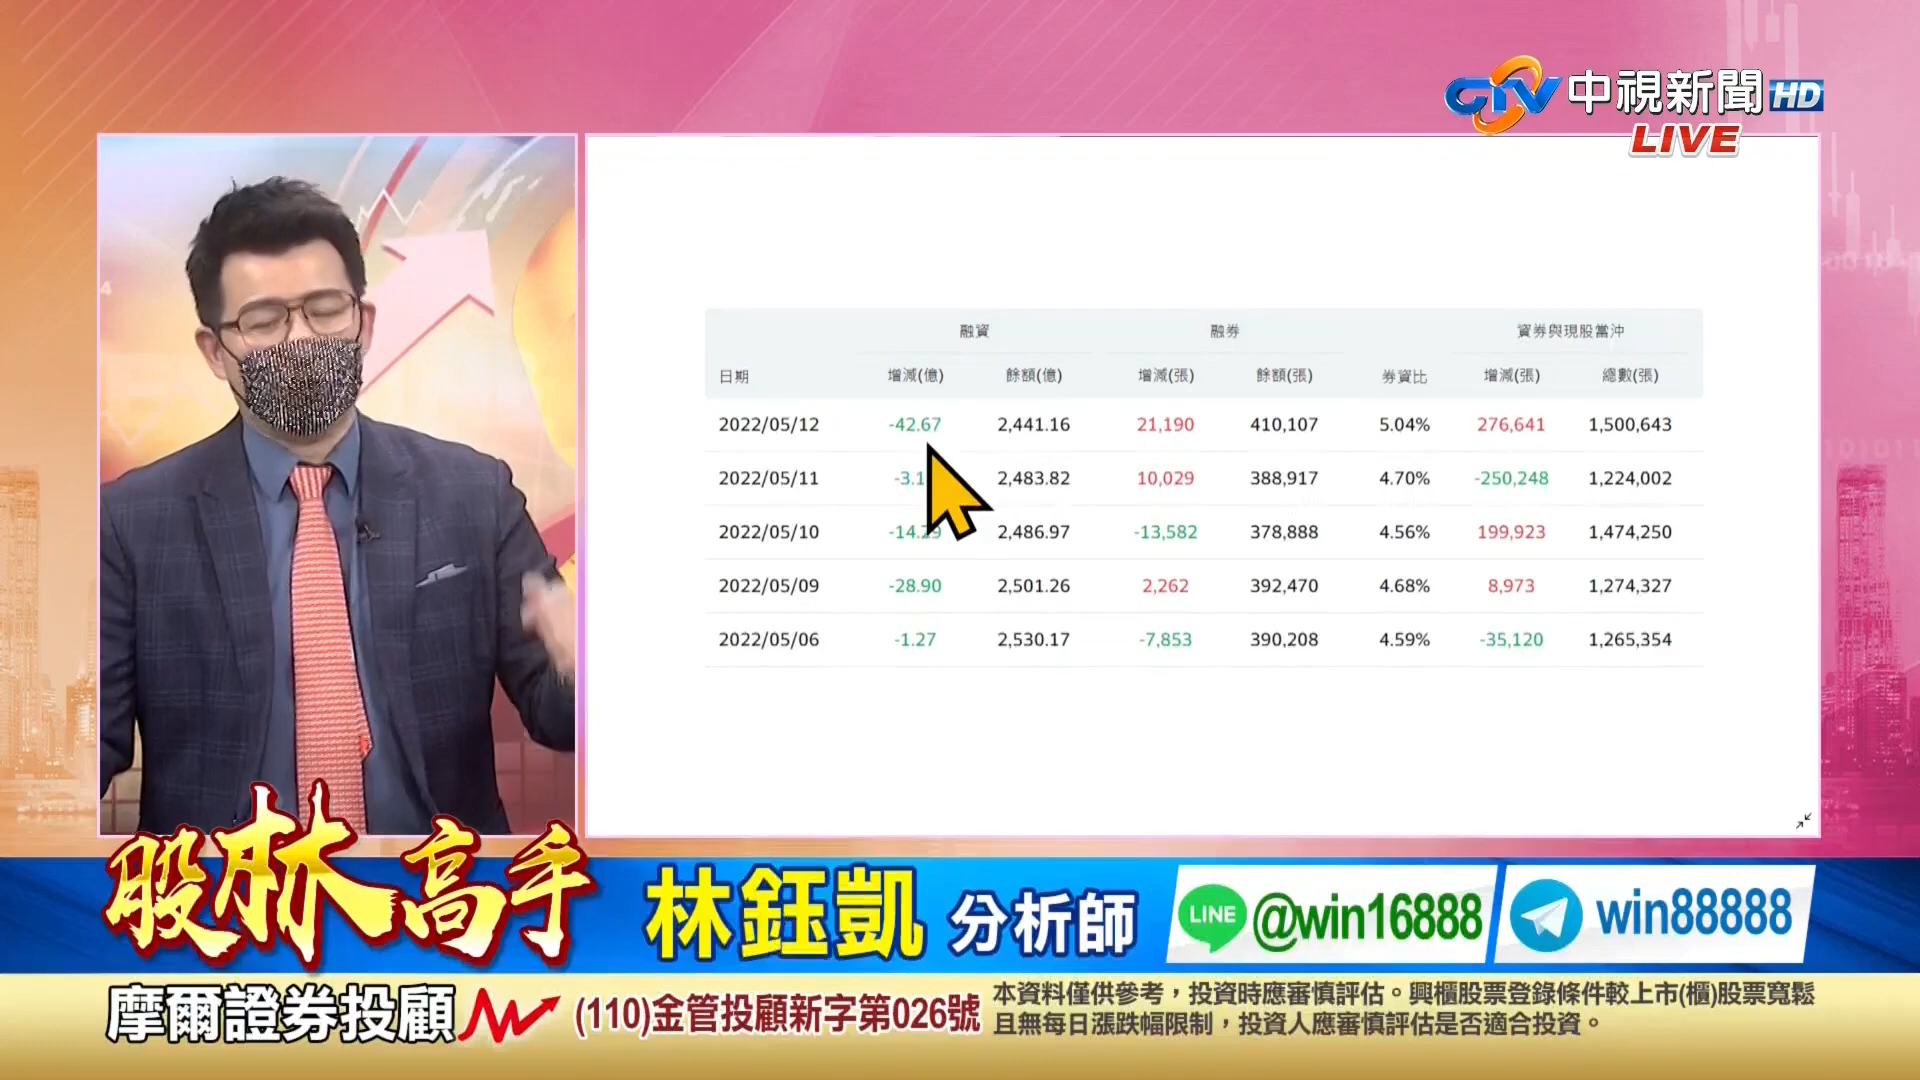 CTV 中視新聞 HD
LIVE
融資 融券 資券與現股當沖
日期 增減(億) 餘額(億) 增減(張) 餘額(張) 券資比 增減(張) 總數(張)
2022/05/12 -42.67 2,441.16 21,190 410,107 5.04% 276,641 1,500,643
2022/05/11 -3.1 2,483.82 10,029 388,917 4.70% -250,248 1,224,002
2022/05/10 -14.29 2,486.97 -13,582 378,888 4.56% 199,923 1,474,250
2022/05/09 -28.90 2,501.26 2,262 392,470 4.68% 8,973 1,274,327
2022/05/06 -1.27 2,530.17 -7,853 390,208 4.59% -35,120 1,265,354
股林高手
林鈺凱 分析師
LINE @win16888
win88888
摩爾證券投顧
(110)金管投顧新字第026號
本資料僅供參考，投資時應審慎評估。興櫃股票登錄條件較上市(櫃)股票寬鬆
且無每日漲跌幅限制，投資人應審慎評估是否適合投資。